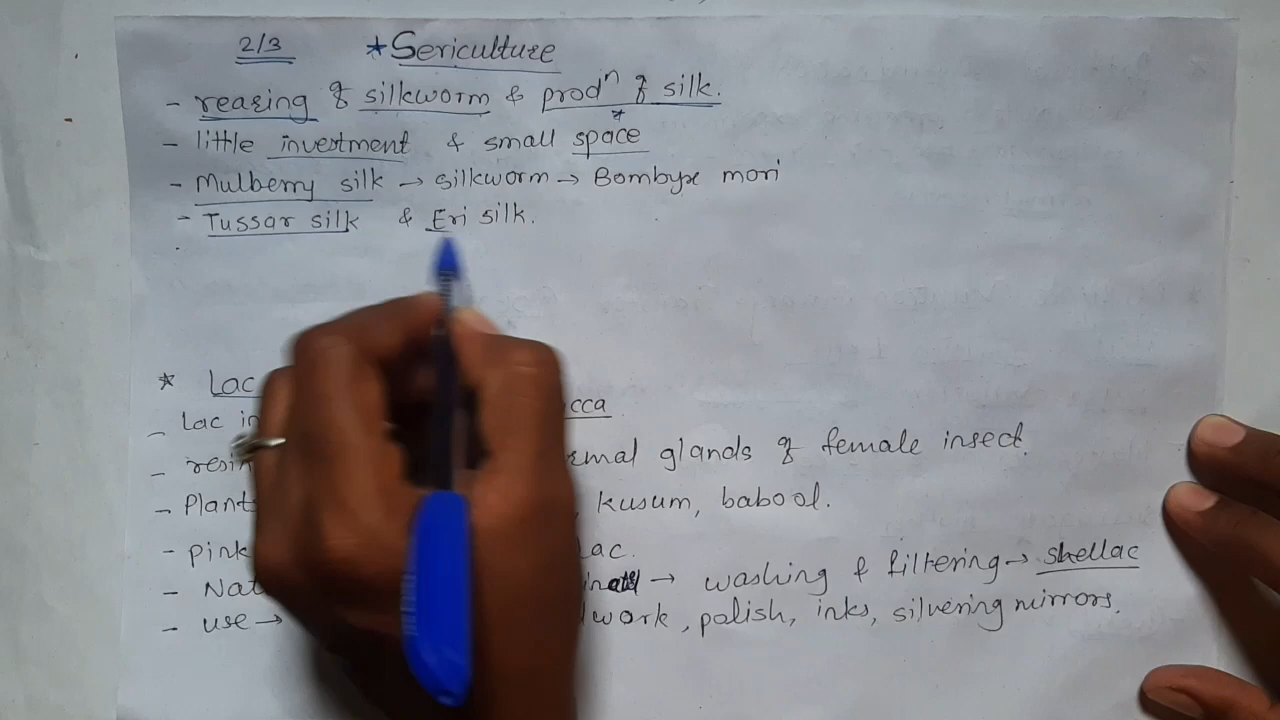 2/3 *Sericulture
- rearing of silkworm & prodⁿ of silk.
- little investment & small space*
- Mulberry silk → silkworm → Bombyx mori
- Tussar silk & Eri silk.
* Lac
- Lac in cca
- resin rmal glands of female insect.
- Plants , kusum, babool.
- pink lac.
- Nat → washing & filtering → shellac
- use → work, polish, inks, silvering mirrors.